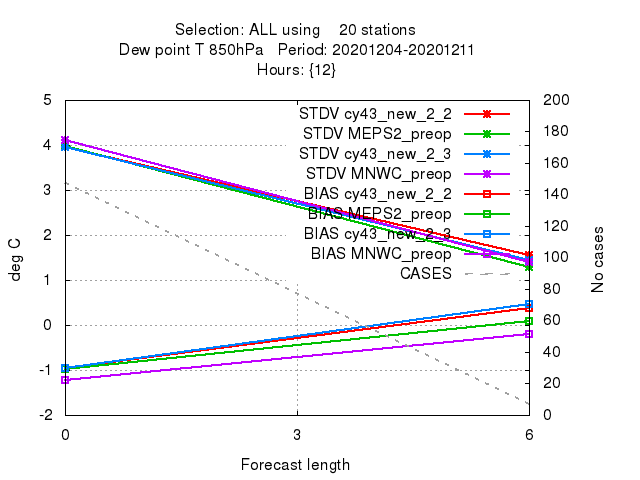 Selection: ALL using    20 stations
Dew point T 850hPa   Period: 20201204-20201211
Hours: {12}
5
4
3
2
1
0
-1
-2
deg C
200
180
160
140
120
100
80
60
40
20
0
No cases
STDV cy43_new_2_2
STDV MEPS2_preop
STDV cy43_new_2_3
STDV MNWC_preop
BIAS cy43_new_2_2
BIAS MEPS2_preop
BIAS cy43_new_2_3
BIAS MNWC_preop
CASES
0 3 6
Forecast length